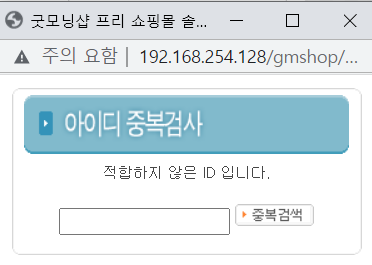 굿모닝샵 프리 쇼핑몰 솔...
주의 요함 | 192.168.254.128/gmshop/...
아이디 중복검사
적합하지 않은 ID 입니다.
중복검색